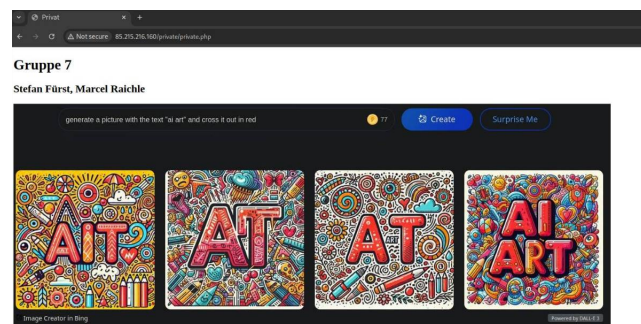 Privat
Not secure 85.215.216.160/private/private.php
Gruppe 7
Stefan Fürst, Marcel Raichle
generate a picture with the text "ai art" and cross it out in red
77
Create
Surprise Me
AiT
AT
AT
AI
ART
Image Creator in Bing
Powered by DALL·E 3